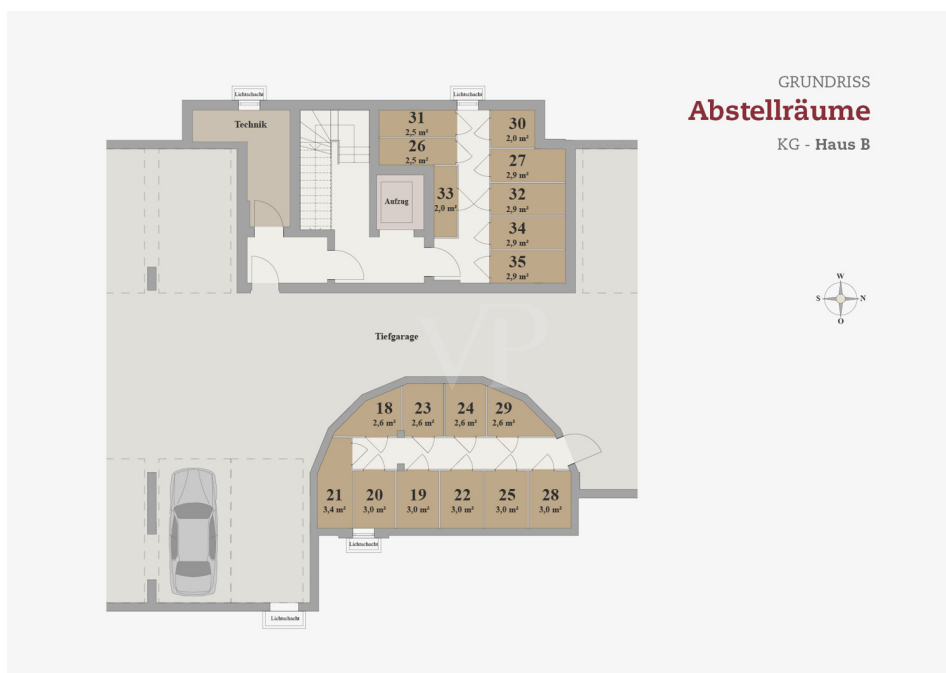 GRUNDRISS
Abstellräume
KG - Haus B
Lichtschacht
Lichtschacht
Technik
31
2,5 m²
26
2,5 m²
30
2,0 m²
27
2,9 m²
33
2,0 m²
Aufzug
32
2,9 m²
34
2,9 m²
35
2,9 m²
W
S
N
O
Tiefgarage
VP
18
2,6 m²
23
2,6 m²
24
2,6 m²
29
2,6 m²
21
3,4 m²
20
3,0 m²
19
3,0 m²
22
3,0 m²
25
3,0 m²
28
3,0 m²
Lichtschacht
Lichtschacht